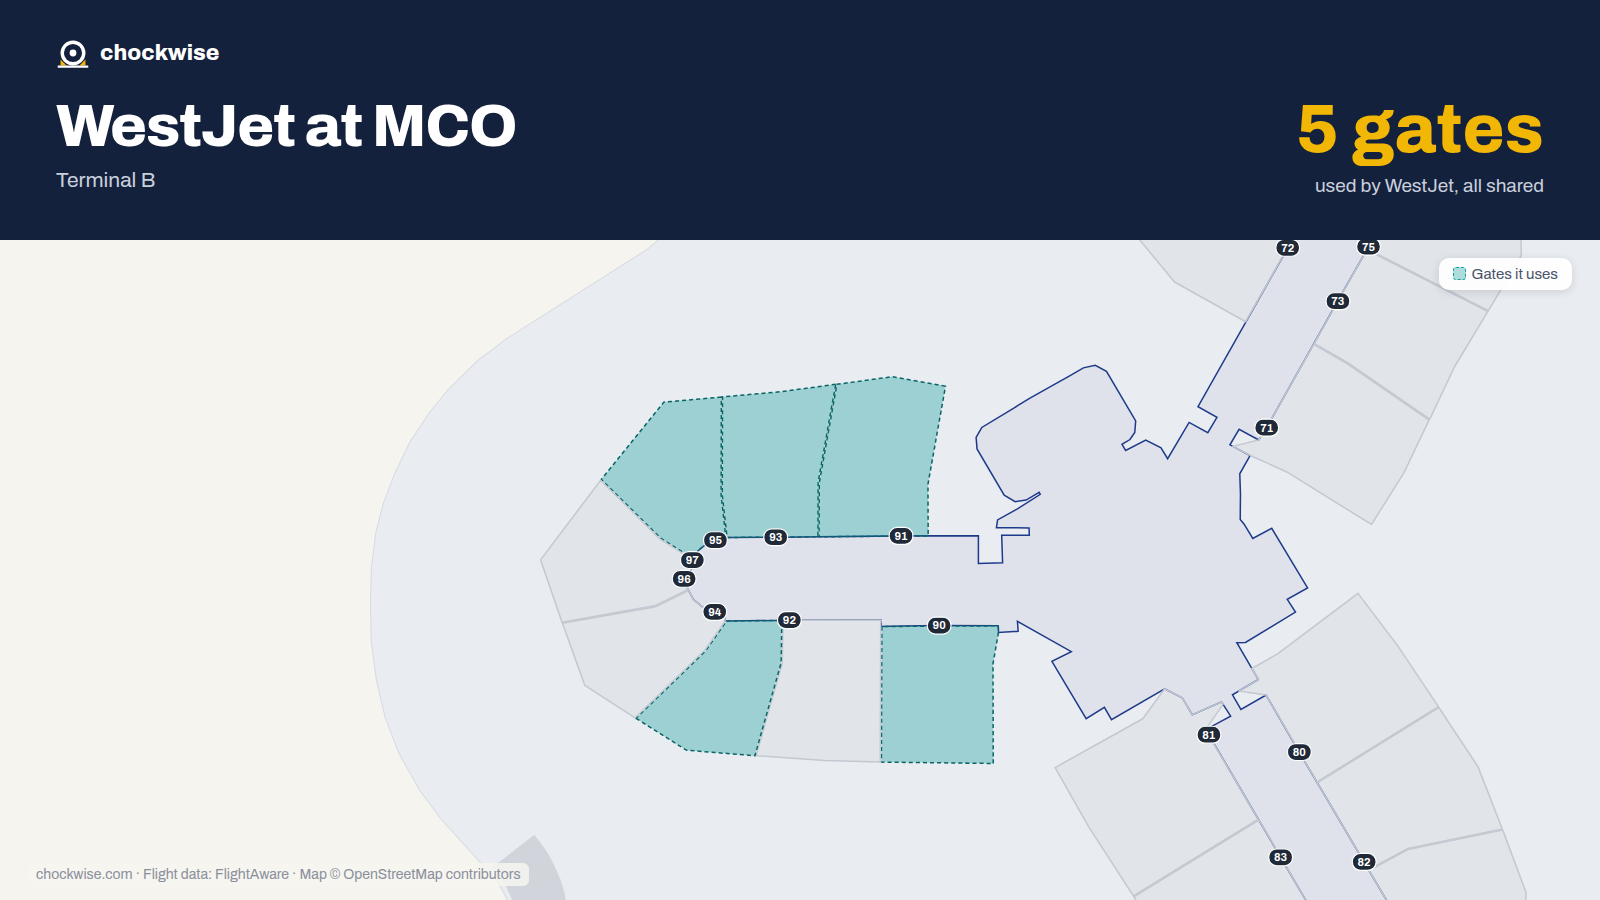 chockwise
WestJet at MCO
Terminal B
5 gates
used by WestJet, all shared
Gates it uses
72
75
73
71
95
93
91
97
96
94
92
90
81
80
83
82
chockwise.com · Flight data: FlightAware · Map © OpenStreetMap contributors